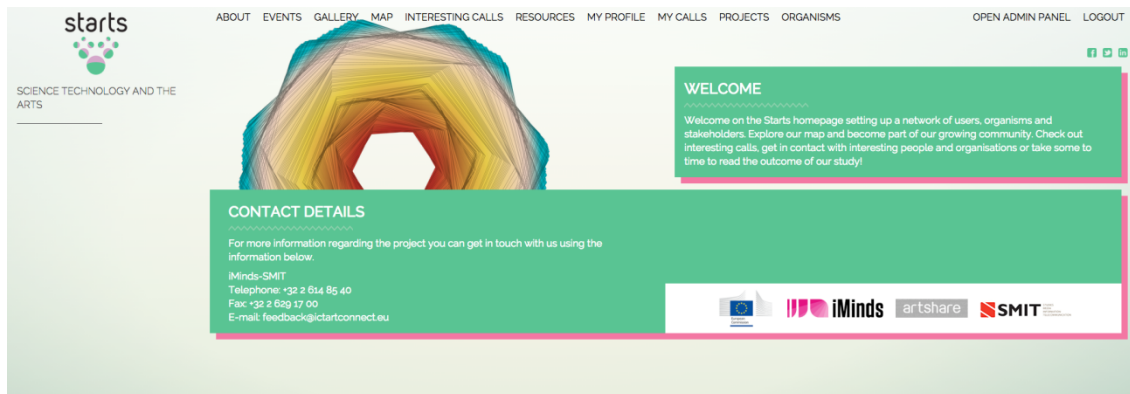 starts
SCIENCE TECHNOLOGY AND THE
ARTS
ABOUT EVENTS GALLERY MAP INTERESTING CALLS RESOURCES MY PROFILE MY CALLS PROJECTS ORGANISMS OPEN ADMIN PANEL LOGOUT
WELCOME
Welcome on the Starts homepage setting up a network of users, organisms and
stakeholders. Explore our map and become part of our growing community. Check out
interesting calls, get in contact with interesting people and organisations or take some to
time to read the outcome of our study!
CONTACT DETAILS
For more information regarding the project you can get in touch with us using the
information below.
iMinds-SMIT
Telephone: +32 2 614 85 40
Fax: +32 2 629 17 00
E-mail: feedback@ictartconnect.eu
European
Commission
iMinds
artshare
SMIT